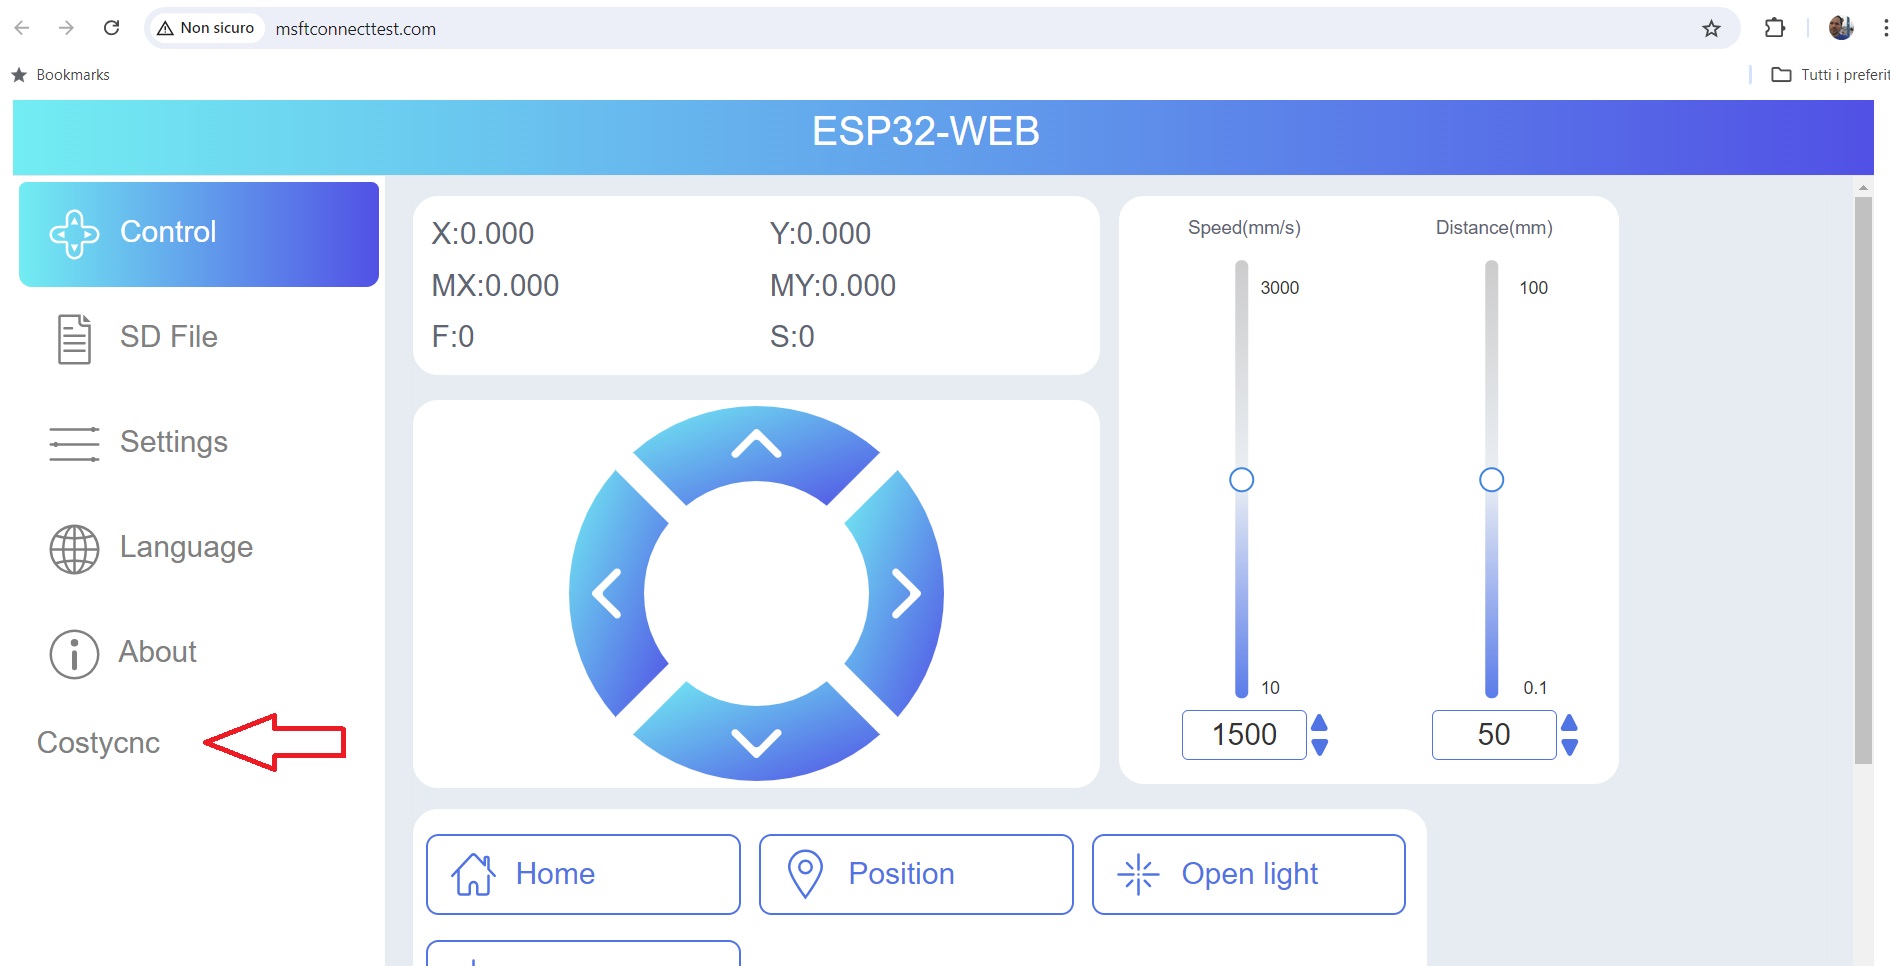 Non sicuro
msftconnecttest.com
Bookmarks
Tutti i preferit
ESP32-WEB
Control
SD File
Settings
Language
About
Costycnc
X:0.000 Y:0.000
MX:0.000 MY:0.000
F:0 S:0
Speed(mm/s) Distance(mm)
3000 100
10 0.1
1500 50
Home Position Open light